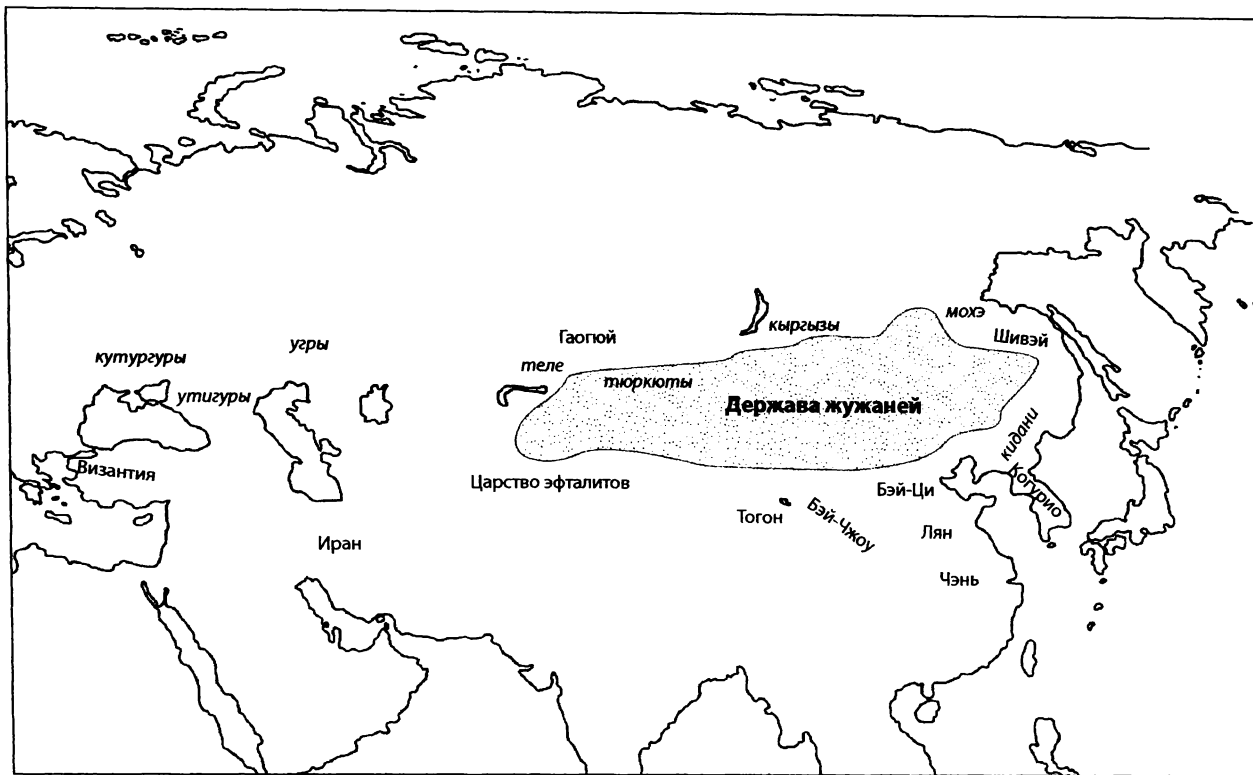 мохэ
кыргызы
Шивэй
Гаогюй
угры
кутургуры
теле
тюркюты
утигуры
Держава жужаней
кидани
Византия
Царство эфталитов
Бэй-Ци
Когурио
Тогон
Бэй-Чжоу
Лян
Иран
Чэнь